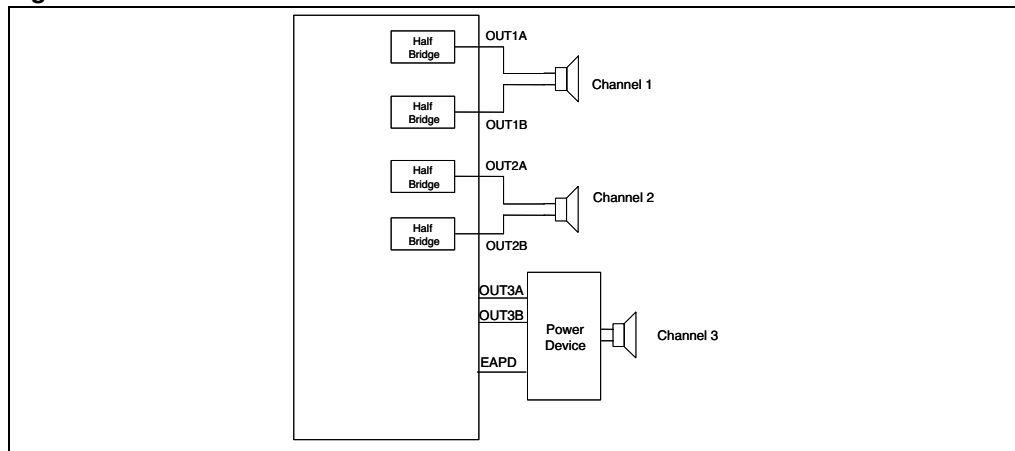 Half
Bridge
OUT1A
Channel 1
Half
Bridge
OUT1B
Half
Bridge
OUT2A
Channel 2
Half
Bridge
OUT2B
OUT3A
OUT3B
Power
Device
Channel 3
EAPD